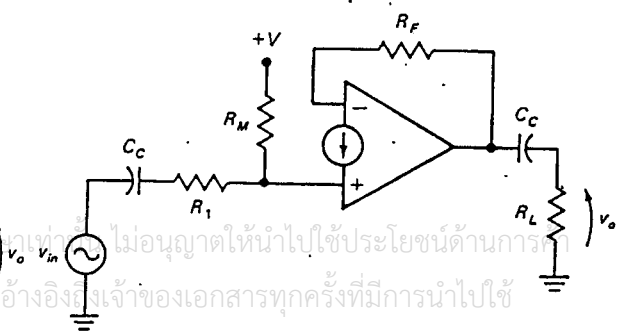 R_F
+V
R_M
C_C
C_C
R_1
R_L
v_o
v_o
v_in
−
+
ไม่อนุญาตให้นำไปใช้ประโยชน์ด้านการค้า
อ้างอิงถึงเจ้าของเอกสารทุกครั้งที่มีการนำไปใช้